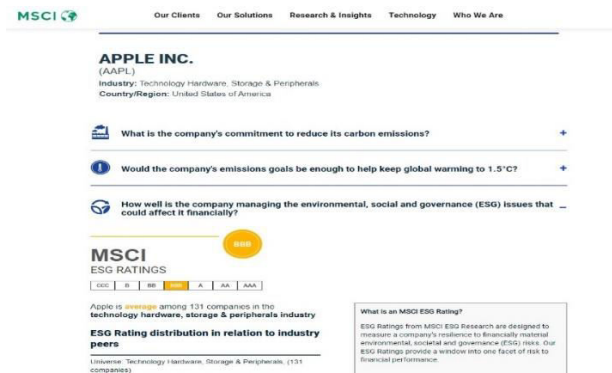 MSCI
Our Clients Our Solutions Research & Insights Technology Who We Are
APPLE INC.
(AAPL)
Industry: Technology Hardware, Storage & Peripherals
Country/Region: United States of America
What is the company's commitment to reduce its carbon emissions? +
Would the company's emissions goals be enough to help keep global warming to 1.5°C? +
How well is the company managing the environmental, social and governance (ESG) issues that –
could affect it financially?
BBB
MSCI
ESG RATINGS
CCC B BB BBB A AA AAA
Apple is average among 131 companies in the
technology hardware, storage & peripherals industry
ESG Rating distribution in relation to industry
peers
Universe: Technology Hardware, Storage & Peripherals, (131
companies)
What is an MSCI ESG Rating?
ESG Ratings from MSCI ESG Research are designed to
measure a company's resilience to financially material
environmental, societal and governance (ESG) risks. Our
ESG Ratings provide a window into one facet of risk to
financial performance.